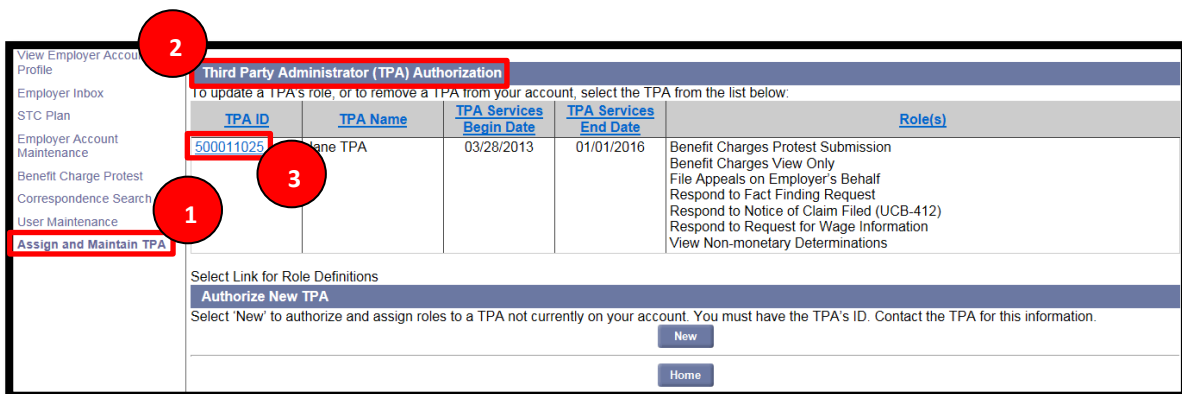 2
View Employer Accou
Profile
Employer Inbox
STC Plan
Employer Account
Maintenance
Benefit Charge Protest
Correspondence Search
User Maintenance
Assign and Maintain TPA
1
Third Party Administrator (TPA) Authorization
To update a TPA's role, or to remove a TPA from your account, select the TPA from the list below:
TPA ID TPA Name TPA Services Begin Date TPA Services End Date Role(s)
500011025 Jane TPA 03/28/2013 01/01/2016 Benefit Charges Protest Submission
Benefit Charges View Only
File Appeals on Employer's Behalf
Respond to Fact Finding Request
Respond to Notice of Claim Filed (UCB-412)
Respond to Request for Wage Information
View Non-monetary Determinations
3
Select Link for Role Definitions
Authorize New TPA
Select 'New' to authorize and assign roles to a TPA not currently on your account. You must have the TPA's ID. Contact the TPA for this information.
New
Home